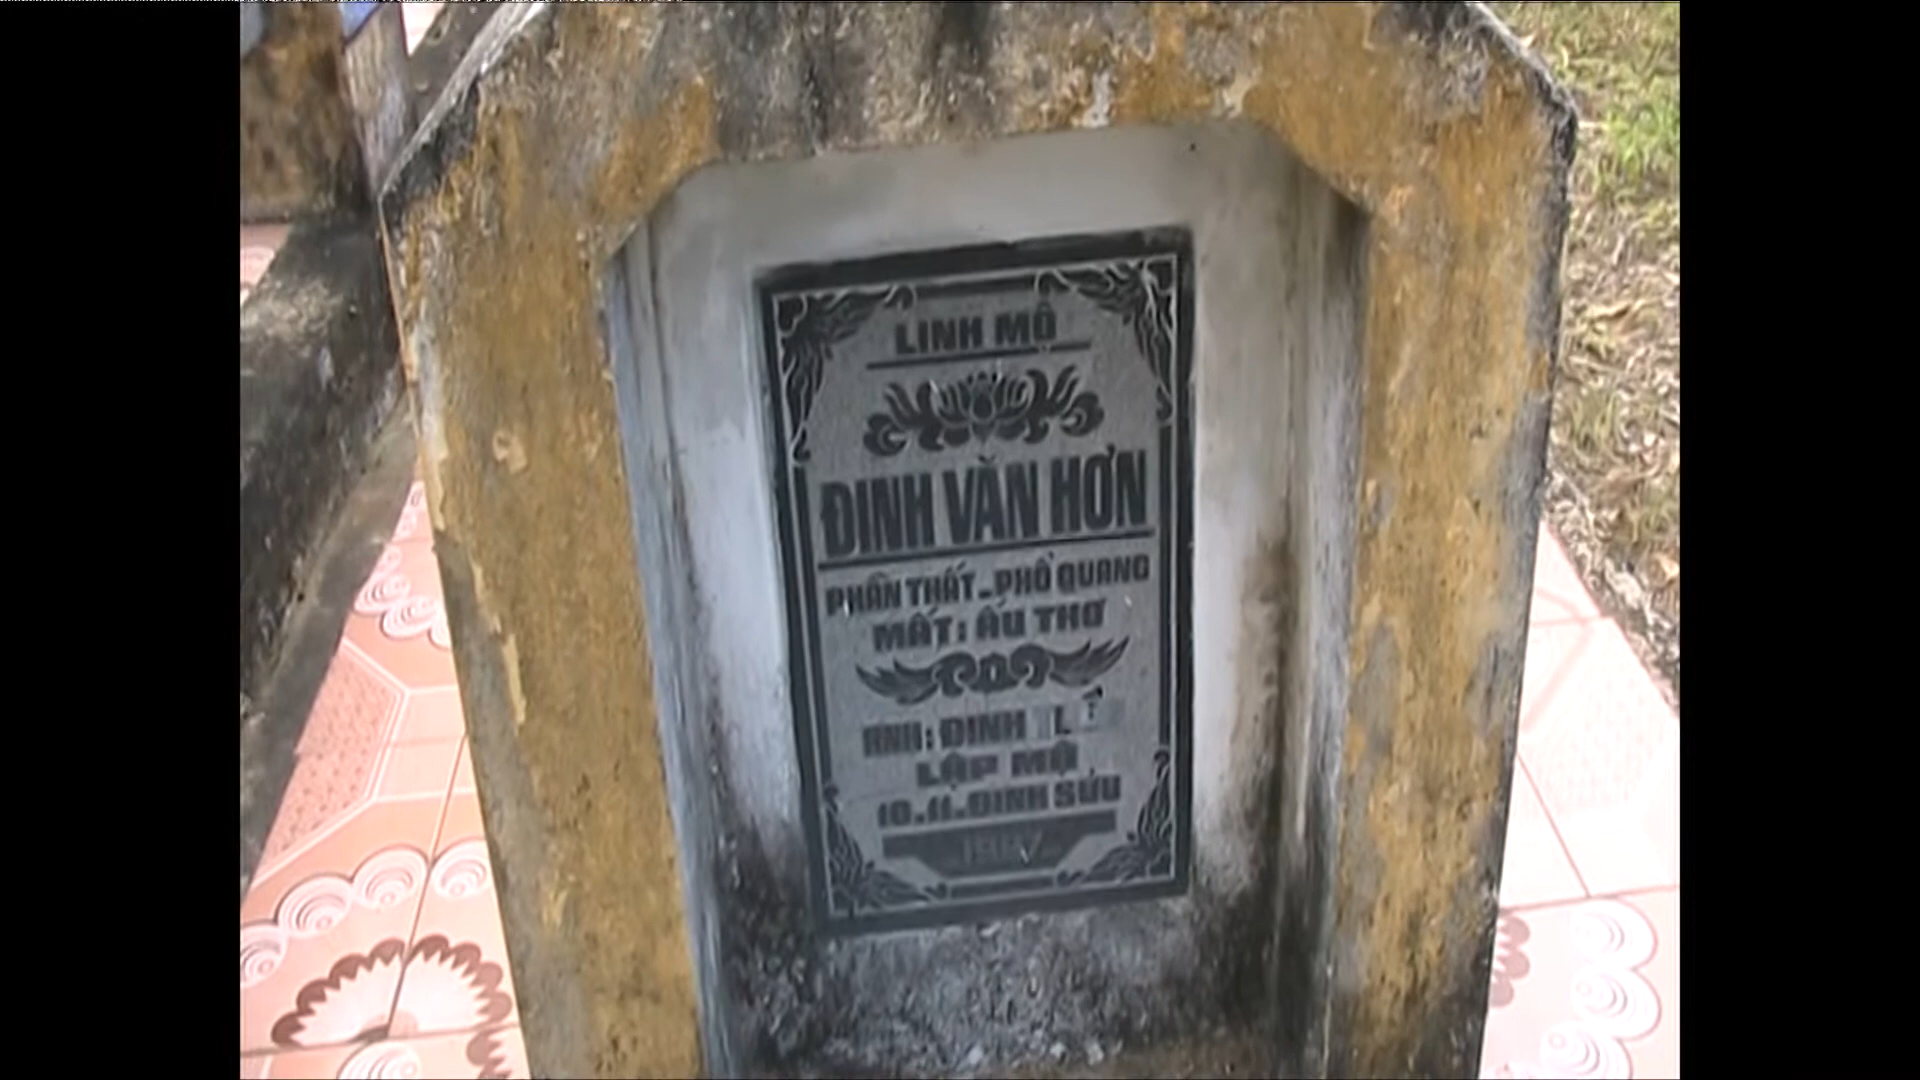 LINH MỘ
ĐINH VĂN HƠN
PHẦN THẤT - PHỔ QUANG
MẤT: ẤU THƠ
ANH: ĐINH
LẬP MỘ
10.11. ĐINH SỬU